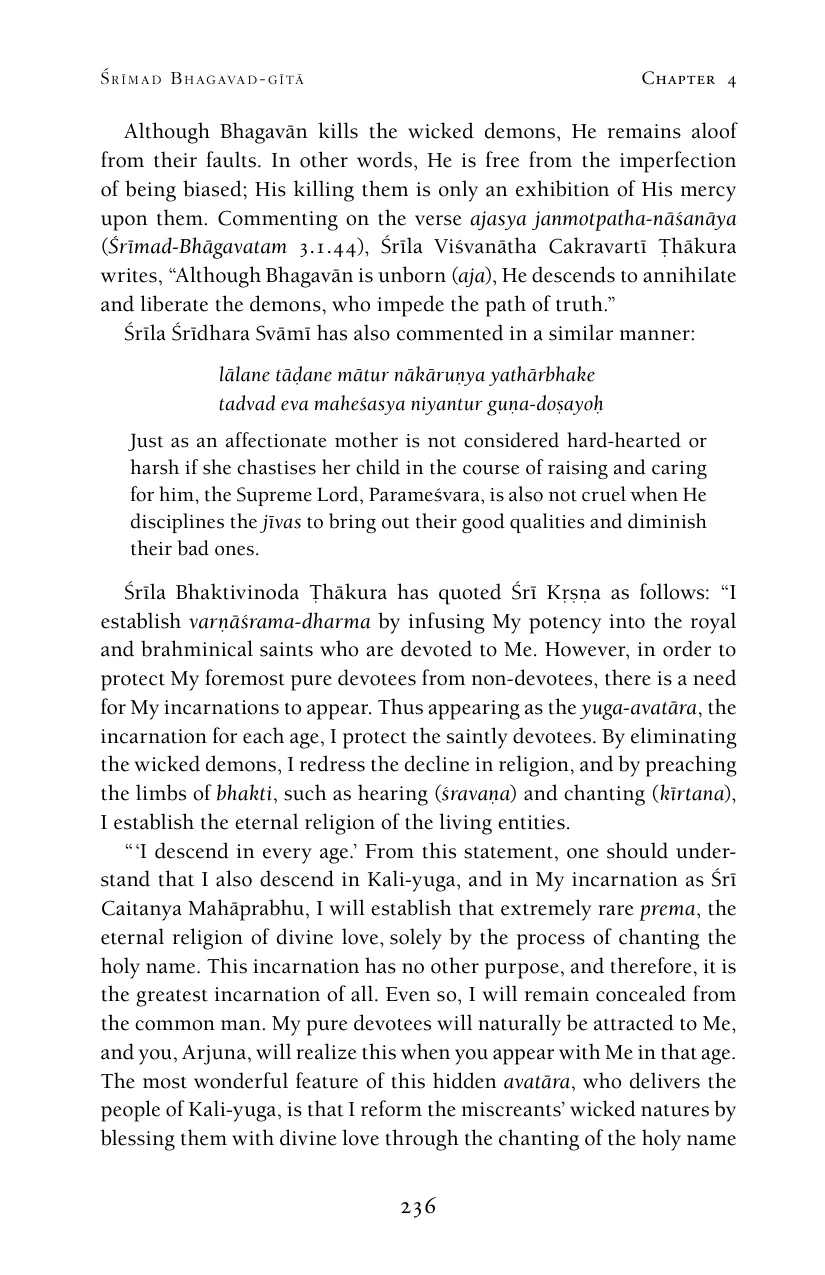 Śrīmad Bhagavad-gītā Chapter 4
Although Bhagavān kills the wicked demons, He remains aloof
from their faults. In other words, He is free from the imperfection
of being biased; His killing them is only an exhibition of His mercy
upon them. Commenting on the verse ajasya janmotpatha-nāśanāya
(Śrīmad-Bhāgavatam 3.1.44), Śrīla Viśvanātha Cakravartī Ṭhākura
writes, “Although Bhagavān is unborn (aja), He descends to annihilate
and liberate the demons, who impede the path of truth.”
Śrīla Śrīdhara Svāmī has also commented in a similar manner:
lālane tāḍane mātur nākāruṇya yathārbhake
tadvad eva maheśasya niyantur guṇa-doṣayoḥ
Just as an affectionate mother is not considered hard-hearted or
harsh if she chastises her child in the course of raising and caring
for him, the Supreme Lord, Parameśvara, is also not cruel when He
disciplines the jīvas to bring out their good qualities and diminish
their bad ones.
Śrīla Bhaktivinoda Ṭhākura has quoted Śrī Kṛṣṇa as follows: “I
establish varṇāśrama-dharma by infusing My potency into the royal
and brahminical saints who are devoted to Me. However, in order to
protect My foremost pure devotees from non-devotees, there is a need
for My incarnations to appear. Thus appearing as the yuga-avatāra, the
incarnation for each age, I protect the saintly devotees. By eliminating
the wicked demons, I redress the decline in religion, and by preaching
the limbs of bhakti, such as hearing (śravaṇa) and chanting (kīrtana),
I establish the eternal religion of the living entities.
“ ‘I descend in every age.’ From this statement, one should under-
stand that I also descend in Kali-yuga, and in My incarnation as Śrī
Caitanya Mahāprabhu, I will establish that extremely rare prema, the
eternal religion of divine love, solely by the process of chanting the
holy name. This incarnation has no other purpose, and therefore, it is
the greatest incarnation of all. Even so, I will remain concealed from
the common man. My pure devotees will naturally be attracted to Me,
and you, Arjuna, will realize this when you appear with Me in that age.
The most wonderful feature of this hidden avatāra, who delivers the
people of Kali-yuga, is that I reform the miscreants’ wicked natures by
blessing them with divine love through the chanting of the holy name
236